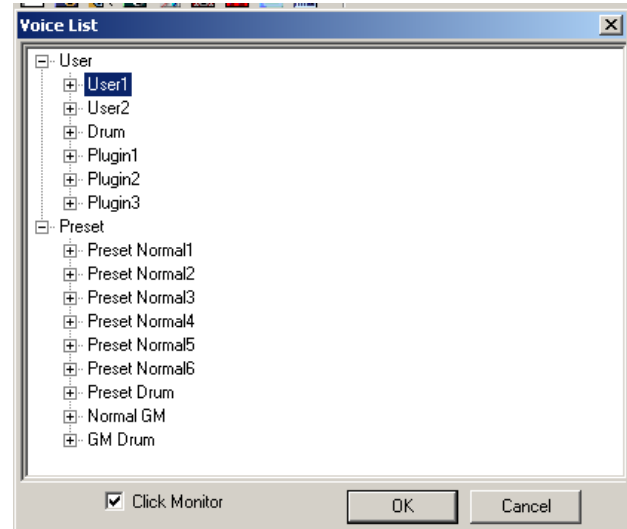 Voice List
User
User1
User2
Drum
Plugin1
Plugin2
Plugin3
Preset
Preset Normal1
Preset Normal2
Preset Normal3
Preset Normal4
Preset Normal5
Preset Normal6
Preset Drum
Normal GM
GM Drum
Click Monitor
OK
Cancel